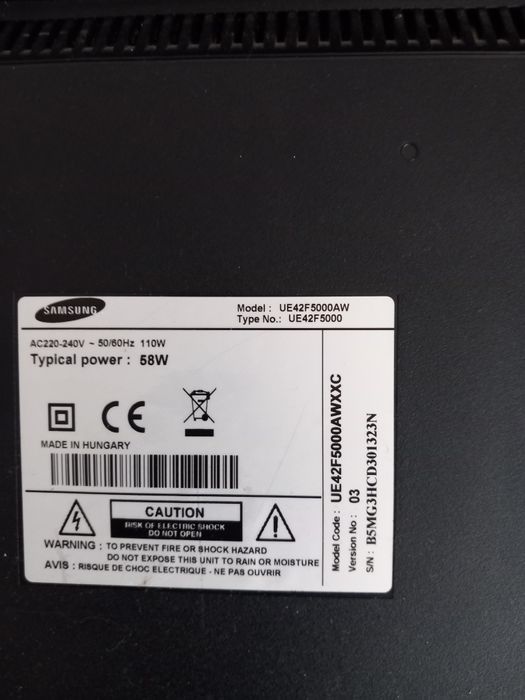 SAMSUNG
Model : UE42F5000AW
Type No.: UE42F5000
AC220-240V ~ 50/60Hz 110W
Typical power : 58W
CE
MADE IN HUNGARY
CAUTION
RISK OF ELECTRIC SHOCK
DO NOT OPEN
WARNING : TO PREVENT FIRE OR SHOCK HAZARD
DO NOT EXPOSE THIS UNIT TO RAIN OR MOISTURE
AVIS : RISQUE DE CHOC ELECTRIQUE - NE PAS OUVRIR
Model Code : UE42F5000AWXXC
Version No : 03
S/N : B5MG3HCD301323N